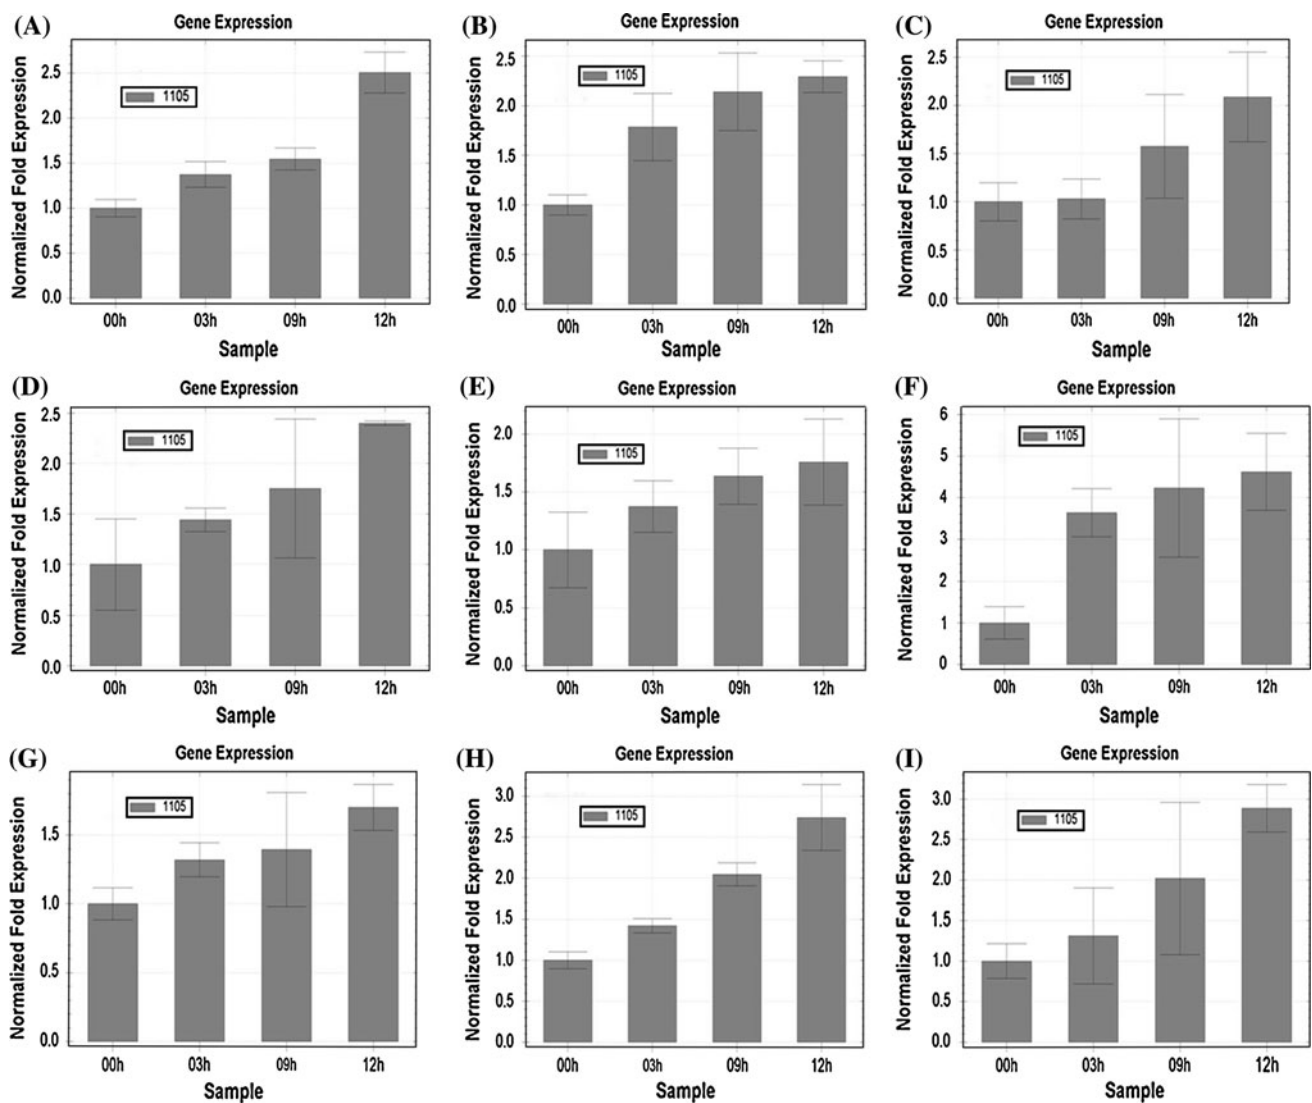 (A)
Gene Expression
Normalized Fold Expression
2.5
2.0
1.5
1.0
0.5
0.0
1105
00h 03h 09h 12h
Sample
(B)
Gene Expression
Normalized Fold Expression
2.5
2.0
1.5
1.0
0.5
0.0
1105
00h 03h 09h 12h
Sample
(C)
Gene Expression
Normalized Fold Expression
2.5
2.0
1.5
1.0
0.5
0.0
1105
00h 03h 09h 12h
Sample
(D)
Gene Expression
Normalized Fold Expression
2.5
2.0
1.5
1.0
0.5
0.0
1105
00h 03h 09h 12h
Sample
(E)
Gene Expression
Normalized Fold Expression
2.0
1.5
1.0
0.5
0.0
1105
00h 03h 09h 12h
Sample
(F)
Gene Expression
Normalized Fold Expression
6
5
4
3
2
1
0
1105
00h 03h 09h 12h
Sample
(G)
Gene Expression
Normalized Fold Expression
1.5
1.0
0.5
0.0
1105
00h 03h 09h 12h
Sample
(H)
Gene Expression
Normalized Fold Expression
3.0
2.5
2.0
1.5
1.0
0.5
0.0
1105
00h 03h 09h 12h
Sample
(I)
Gene Expression
Normalized Fold Expression
3.0
2.5
2.0
1.5
1.0
0.5
0.0
1105
00h 03h 09h 12h
Sample